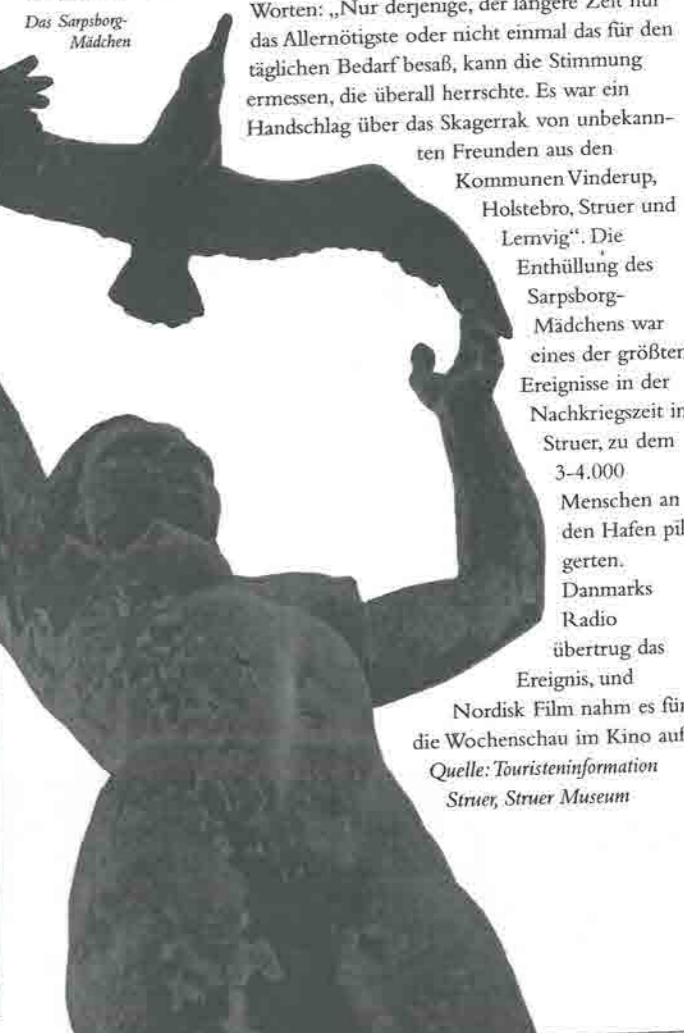 Das Sarpsborg-
Mädchen
Worten: „Nur derjenige, der längere Zeit nur
das Allernötigste oder nicht einmal das für den
täglichen Bedarf besaß, kann die Stimmung
ermessen, die überall herrschte. Es war ein
Handschlag über das Skagerrak von unbekann-
ten Freunden aus den
Kommunen Vinderup,
Holstebro, Struer und
Lemvig“. Die
Enthüllung des
Sarpsborg-
Mädchens war
eines der größten
Ereignisse in der
Nachkriegszeit in
Struer, zu dem
3-4.000
Menschen an
den Hafen pil
gerten.
Danmarks
Radio
übertrug das
Ereignis, und
Nordisk Film nahm es für
die Wochenschau im Kino auf
Quelle: Touristeninformation
Struer, Struer Museum